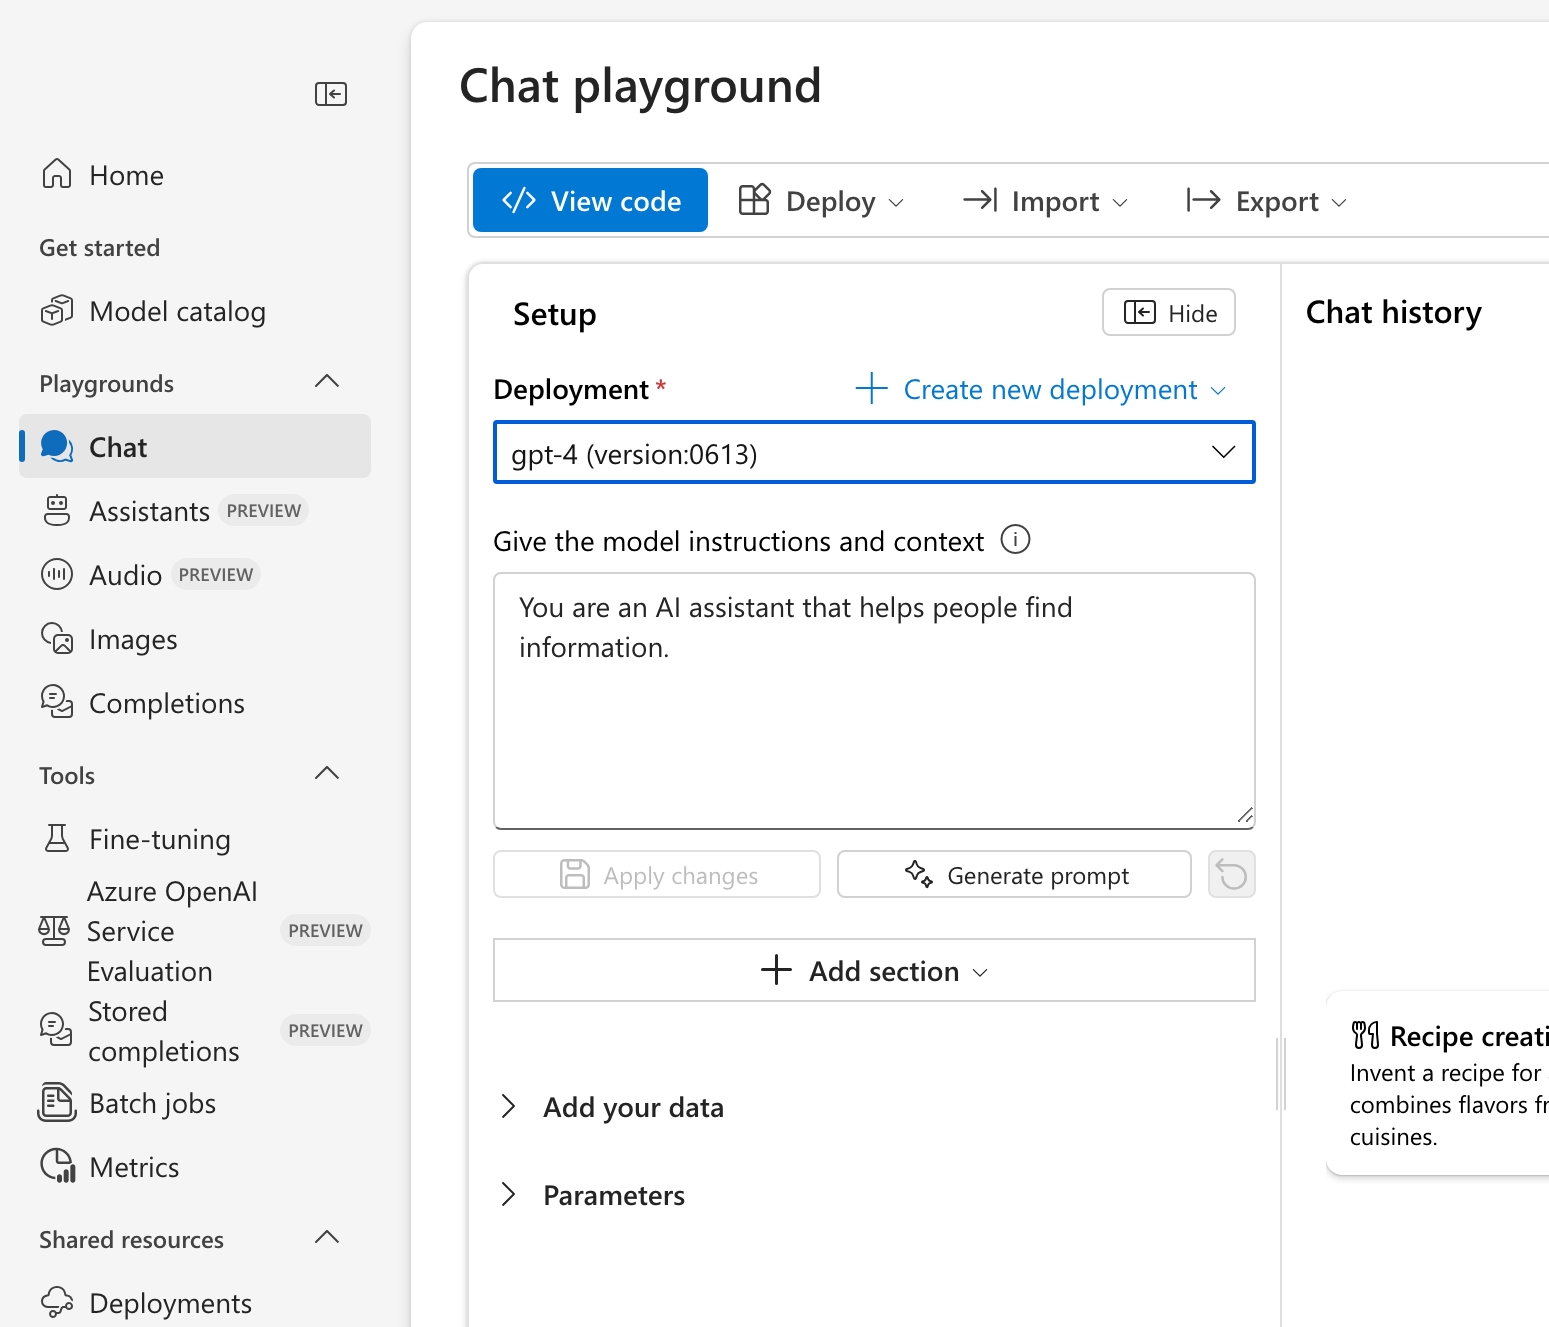 Chat playground
Home
Get started
Model catalog
Playgrounds
Chat
Assistants PREVIEW
Audio PREVIEW
Images
Completions
Tools
Fine-tuning
Azure OpenAI
Service
Evaluation
PREVIEW
Stored
completions
PREVIEW
Batch jobs
Metrics
Shared resources
Deployments
View code
Deploy
Import
Export
Setup
Hide
Deployment *
Create new deployment
gpt-4 (version:0613)
Give the model instructions and context
You are an AI assistant that helps people find
information.
Apply changes
Generate prompt
Add section
Add your data
Parameters
Chat history
Recipe creati
Invent a recipe for
combines flavors fr
cuisines.